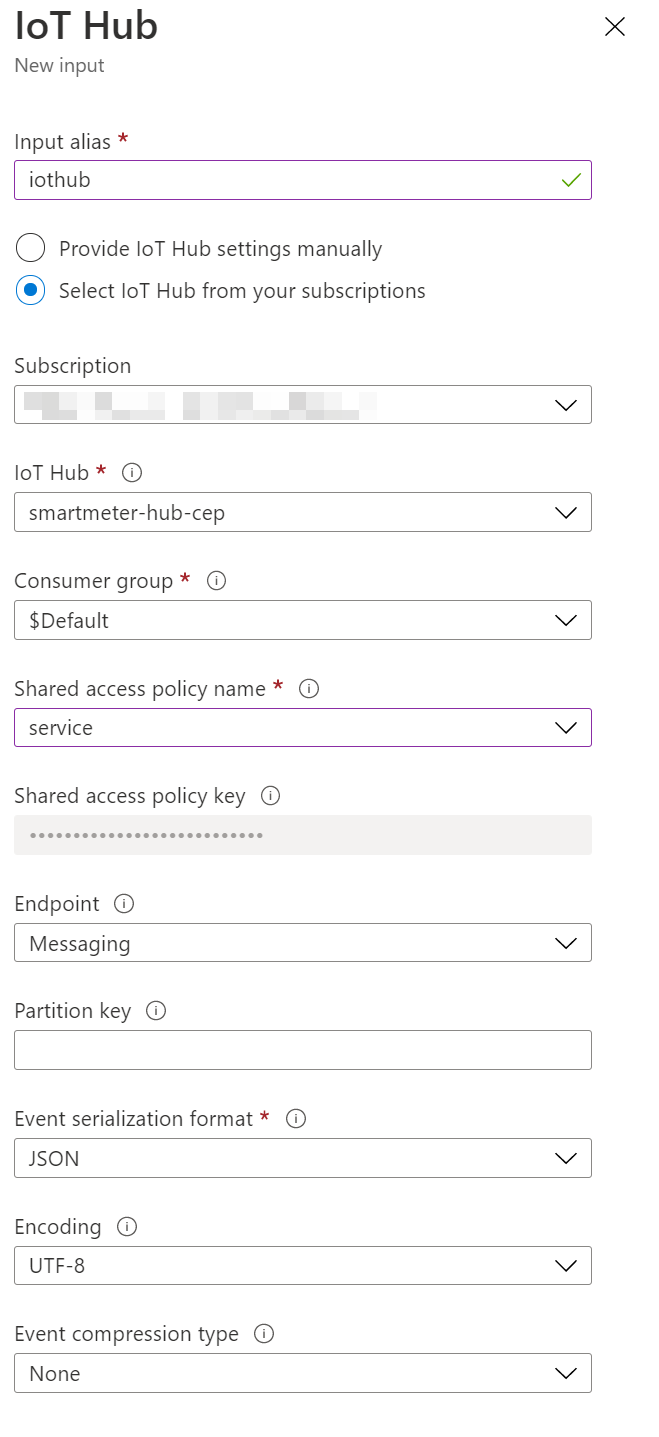 IoT Hub
New input
Input alias *
iothub
Provide IoT Hub settings manually
Select IoT Hub from your subscriptions
Subscription
IoT Hub *
smartmeter-hub-cep
Consumer group *
$Default
Shared access policy name *
service
Shared access policy key
•••••••••••••••••••••••••••
Endpoint
Messaging
Partition key
Event serialization format *
JSON
Encoding
UTF-8
Event compression type
None